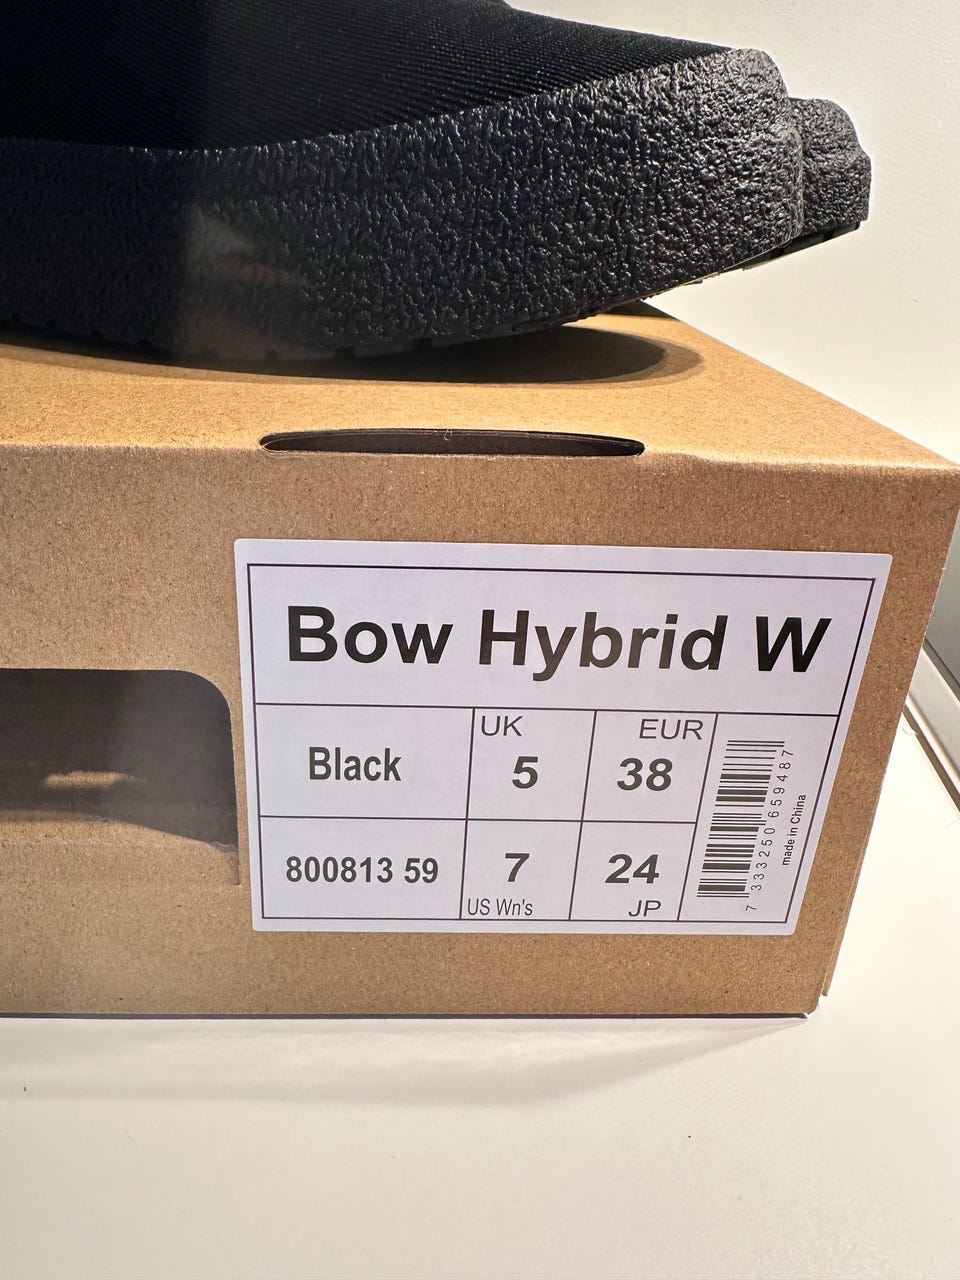 Bow Hybrid W
Black
UK
5
EUR
38
800813 59
7
US Wn's
24
JP
7 333250 659487
made in China